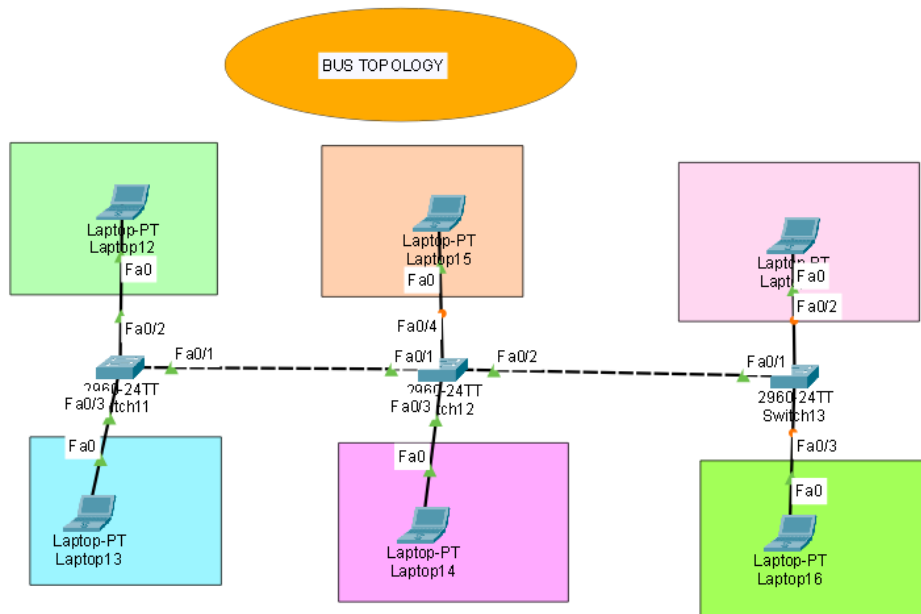 BUS TOPOLOGY
Laptop-PT
Laptop12
Fa0
Fa0/2
Laptop-PT
Laptop15
Fa0
Fa0/4
Laptop-PT
Fa0
Fa0/2
Fa0/1
2960-24TT
Fa0/3
Fa0/1
2960-24TT
Fa0/2
Fa0/3
Fa0/1
2960-24TT
Switch13
Fa0/3
Fa0
Laptop-PT
Laptop13
Fa0
Laptop-PT
Laptop14
Fa0
Laptop-PT
Laptop16